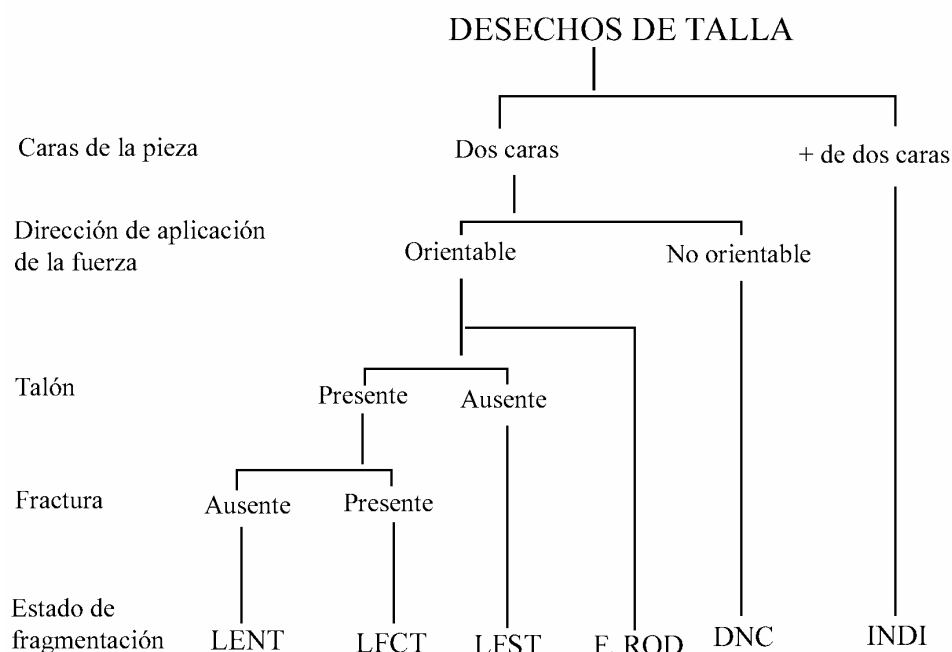 DESECHOS DE TALLA
Caras de la pieza
Dos caras
+ de dos caras
Dirección de aplicación
de la fuerza
Orientable
No orientable
Talón
Presente
Ausente
Fractura
Ausente
Presente
Estado de
fragmentación
LENT
LFCT
LFST
F. ROD
DNC
INDI